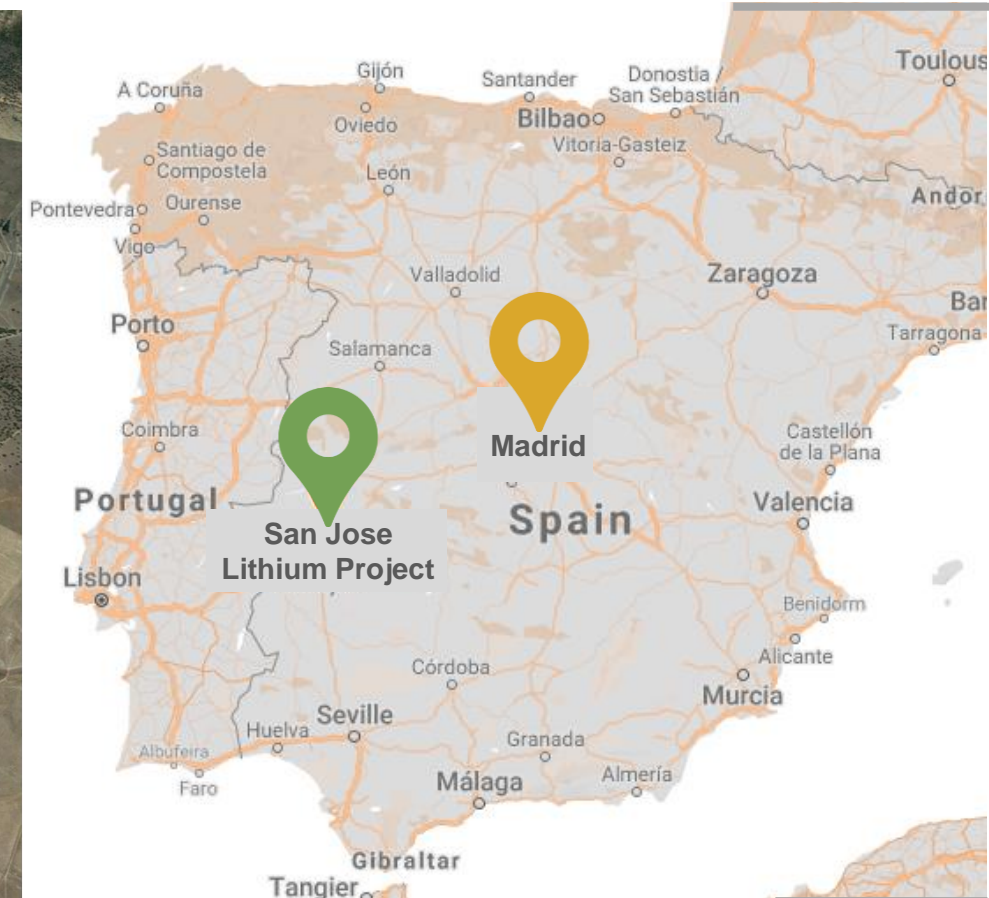 Toulous
Gijón
Santander
Donostia /
San Sebastián
A Coruña
Oviedo
Bilbao
Vitoria-Gasteiz
Santiago de
Compostela
León
Andor
Pontevedra
Ourense
Vigo
Valladolid
Zaragoza
Bar
Porto
Salamanca
Tarragona
Coimbra
Madrid
Castellón
de la Plana
Portugal
Spain
Valencia
San Jose
Lithium Project
Lisbon
Benidorm
Alicante
Córdoba
Murcia
Seville
Huelva
Granada
Albufeira
Faro
Málaga
Almería
Gibraltar
Tangier